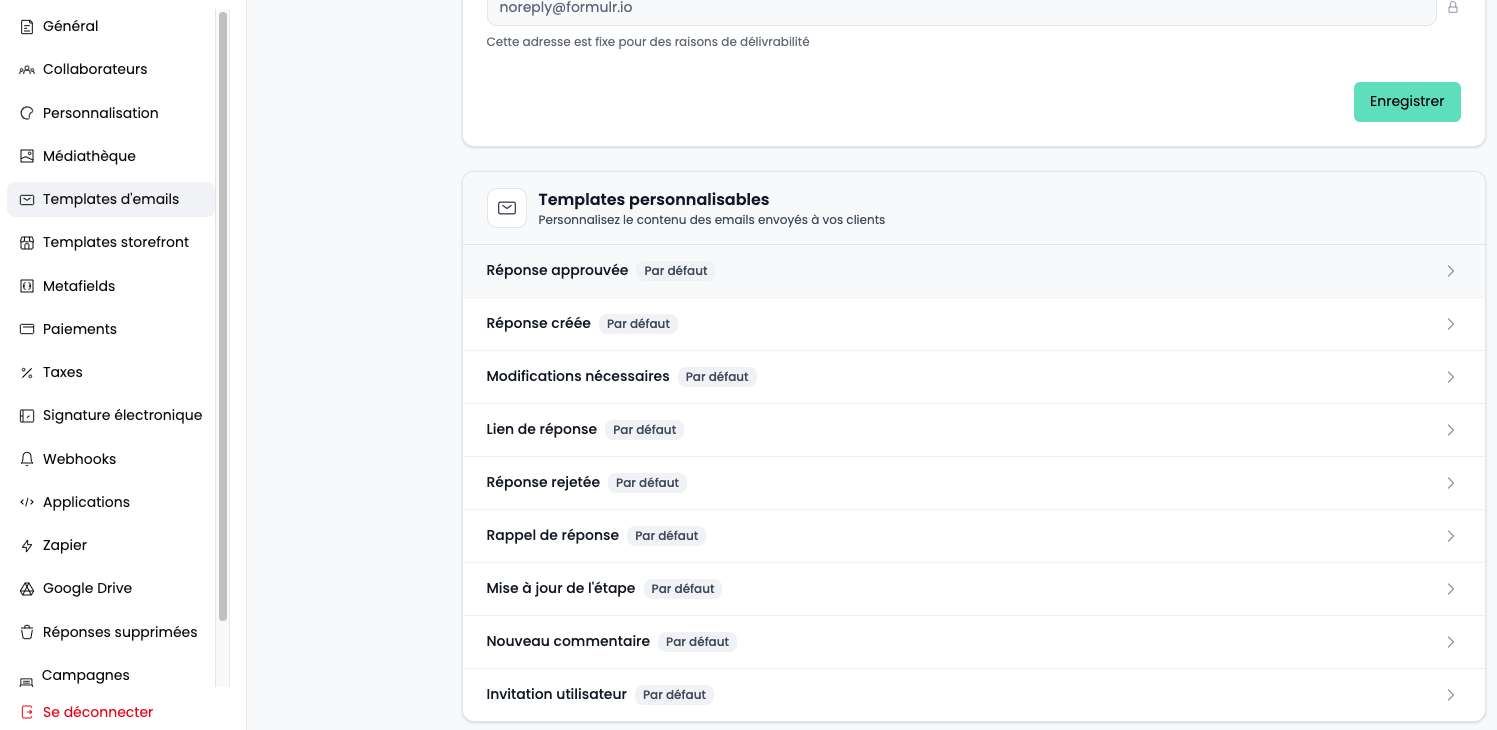 Général
Collaborateurs
Personnalisation
Médiathèque
Templates d'emails
Templates storefront
Metafields
Paiements
Taxes
Signature électronique
Webhooks
Applications
Zapier
Google Drive
Réponses supprimées
Campagnes
Se déconnecter
noreply@formulr.io
Cette adresse est fixe pour des raisons de délivrabilité
Enregistrer
Templates personnalisables
Personnalisez le contenu des emails envoyés à vos clients
Réponse approuvée Par défaut
Réponse créée Par défaut
Modifications nécessaires Par défaut
Lien de réponse Par défaut
Réponse rejetée Par défaut
Rappel de réponse Par défaut
Mise à jour de l'étape Par défaut
Nouveau commentaire Par défaut
Invitation utilisateur Par défaut